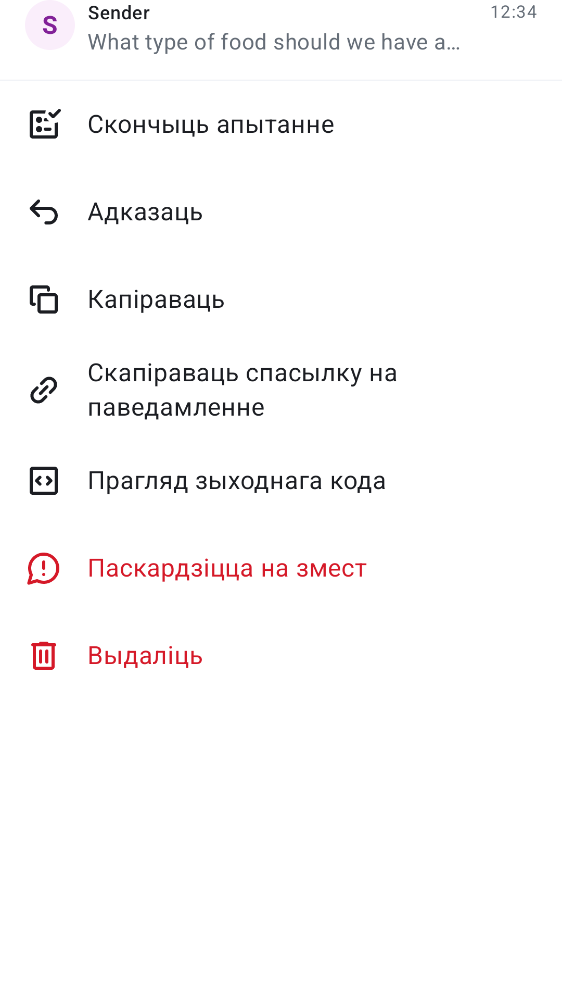 S
Sender
12:34
What type of food should we have a…
Скончыць апытанне
Адказаць
Капіраваць
Скапіраваць спасылку на
паведамленне
Прагляд зыходнага кода
Паскардзіцца на змест
Выдаліць